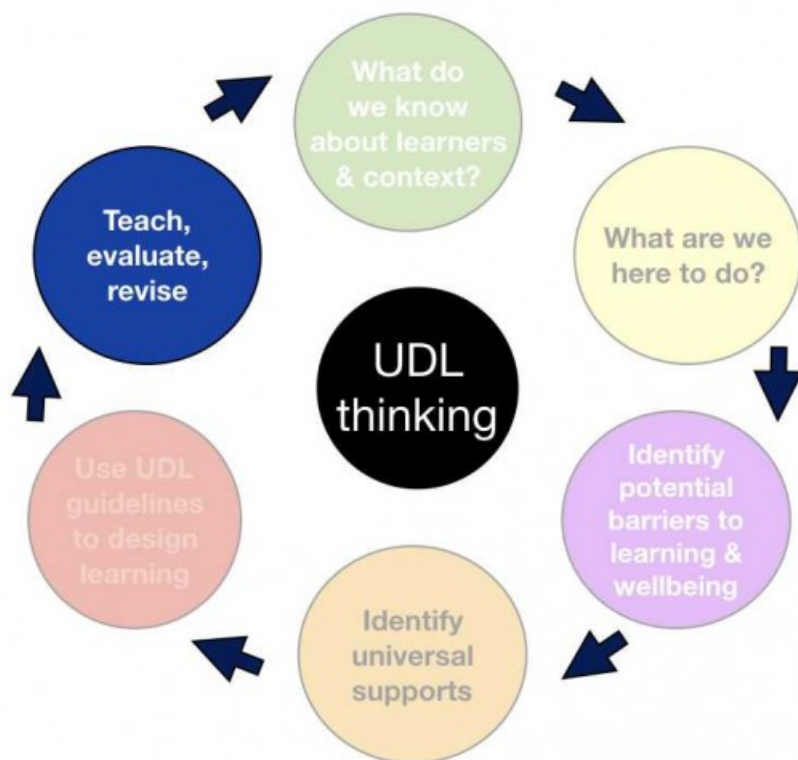 What do
we know
about learners
& context?
What are we
here to do?
Identify
potential
barriers to
learning &
wellbeing
Identify
universal
supports
Use UDL
guidelines
to design
learning
Teach,
evaluate,
revise
UDL
thinking